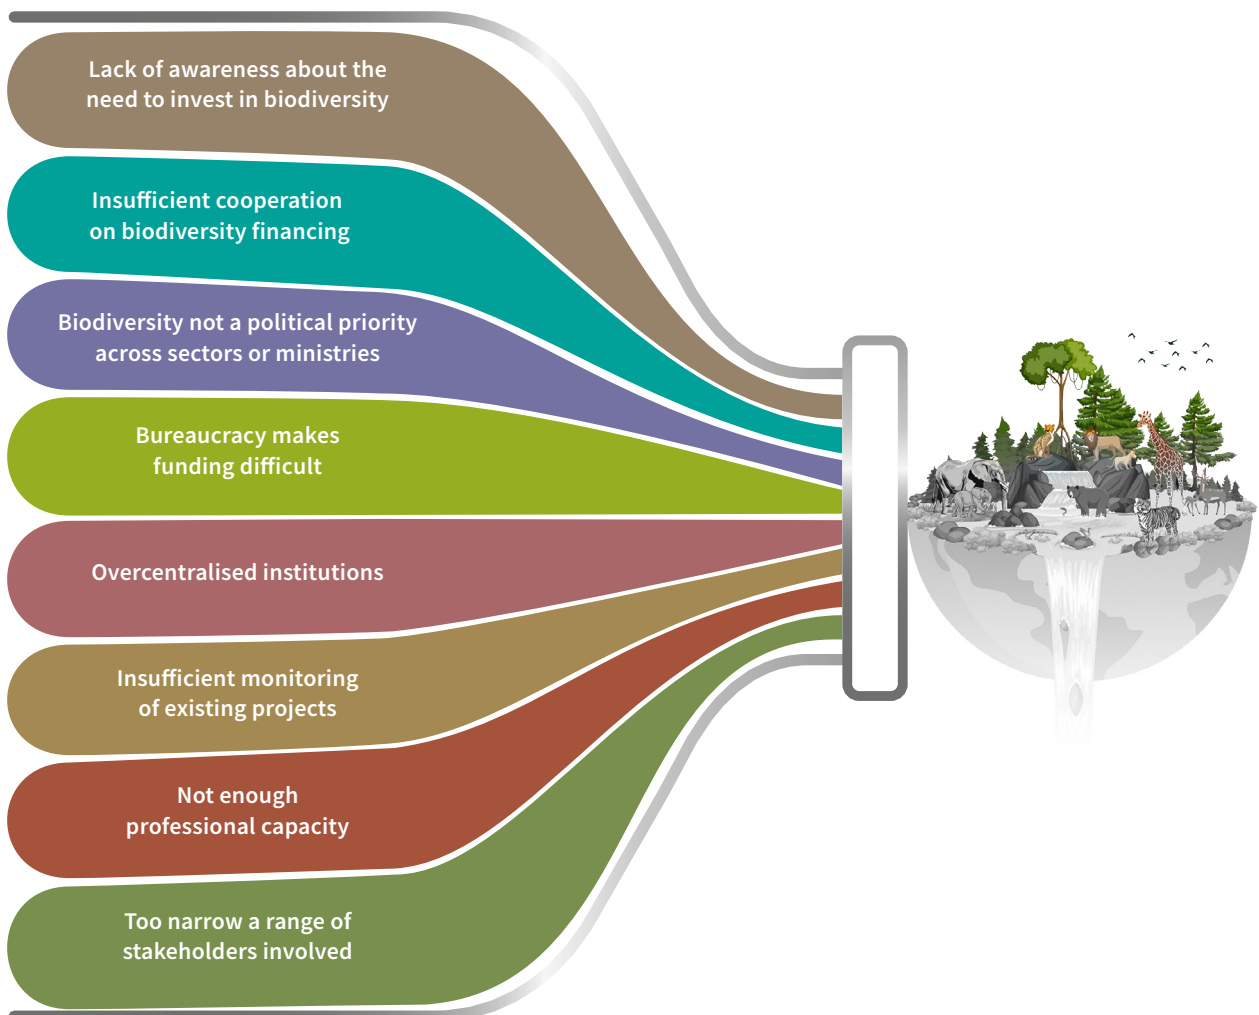 Lack of awareness about the
need to invest in biodiversity
Insufficient cooperation
on biodiversity financing
Biodiversity not a political priority
across sectors or ministries
Bureaucracy makes
funding difficult
Overcentralised institutions
Insufficient monitoring
of existing projects
Not enough
professional capacity
Too narrow a range of
stakeholders involved